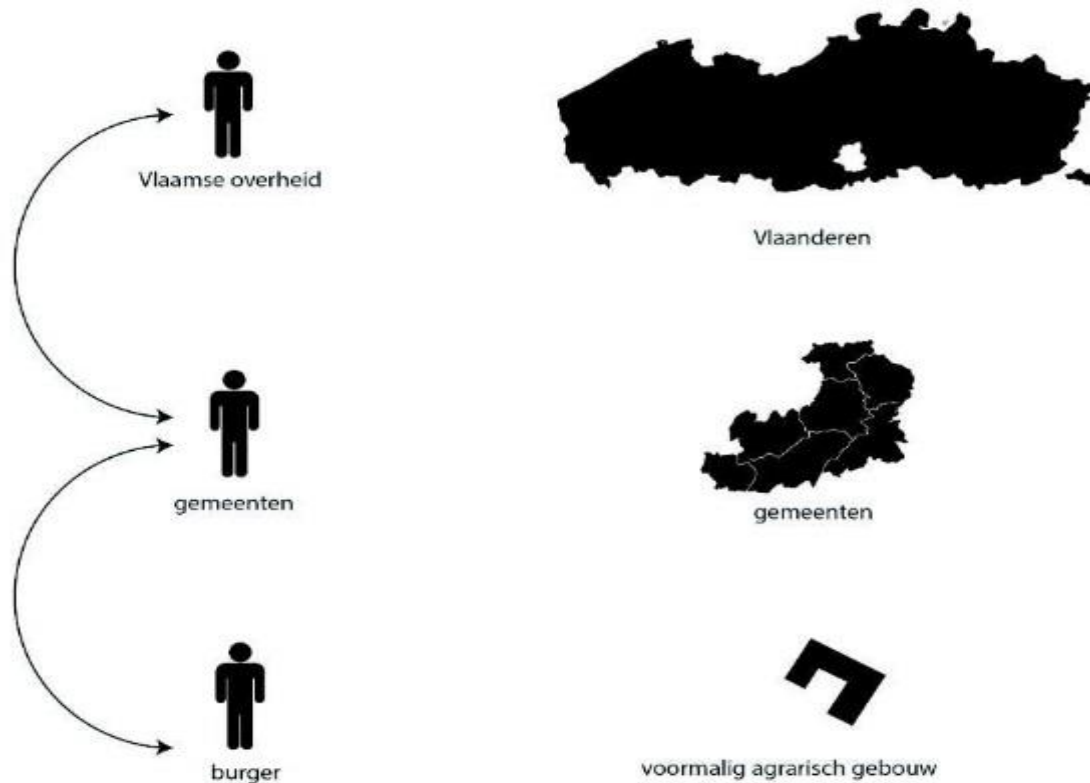 Vlaamse overheid
Vlaanderen
gemeenten
gemeenten
burger
voormalig agrarisch gebouw